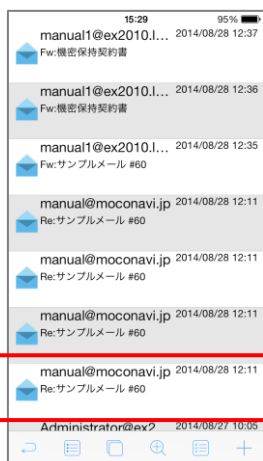 15:29 95%
manual1@ex2010.l... 2014/08/28 12:37
Fw:機密保持契約書
manual1@ex2010.l... 2014/08/28 12:36
Fw:機密保持契約書
manual1@ex2010.l... 2014/08/28 12:35
Fw:サンプルメール #60
manual@moconavi.jp 2014/08/28 12:11
Re:サンプルメール #60
manual@moconavi.jp 2014/08/28 12:11
Re:サンプルメール #60
manual@moconavi.jp 2014/08/28 12:11
Re:サンプルメール #60
manual@moconavi.jp 2014/08/28 12:11
Re:サンプルメール #60
Administrator@ex2 2014/08/27 10:05